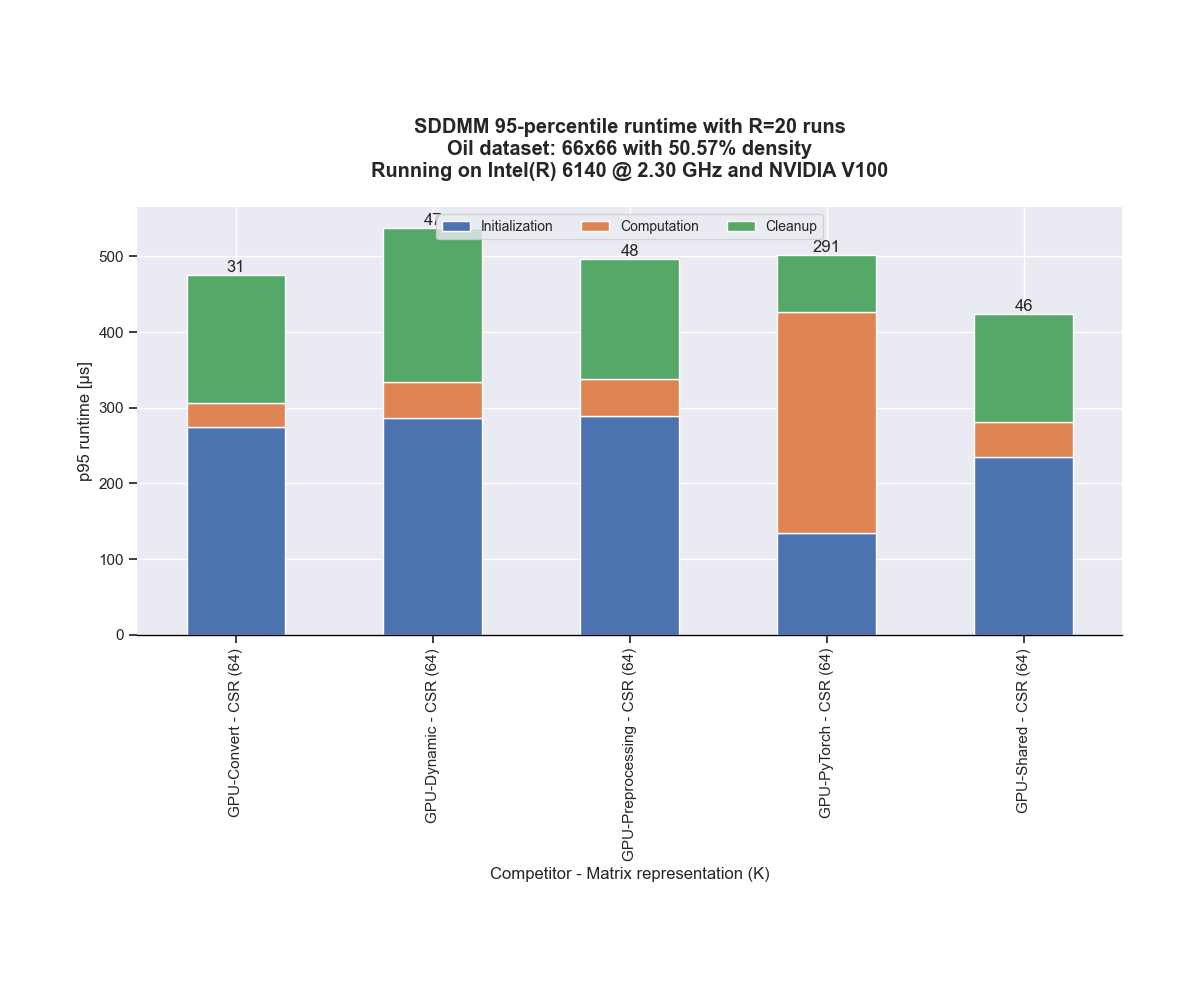 SDDMM 95-percentile runtime with R=20 runs
Oil dataset: 66x66 with 50.57% density
Running on Intel(R) 6140 @ 2.30 GHz and NVIDIA V100
Initialization
Computation
Cleanup
31
47
48
291
46
p95 runtime [µs]
500
400
300
200
100
0
GPU-Convert - CSR (64)
GPU-Dynamic - CSR (64)
GPU-Preprocessing - CSR (64)
GPU-PyTorch - CSR (64)
GPU-Shared - CSR (64)
Competitor - Matrix representation (K)